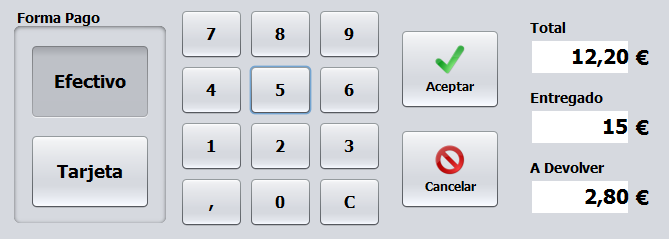 Forma Pago
Efectivo
Tarjeta
7 8 9
4 5 6
1 2 3
, 0 C
Aceptar
Cancelar
Total
12,20 €
Entregado
15 €
A Devolver
2,80 €